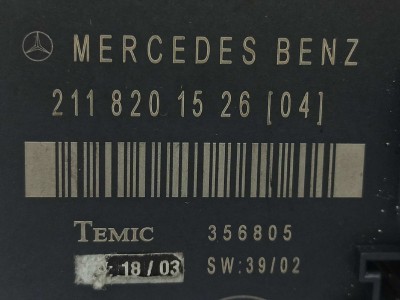 MERCEDES BENZ
211 820 15 26 [04]
TEMIC 356805
18 / 03 SW:39/02